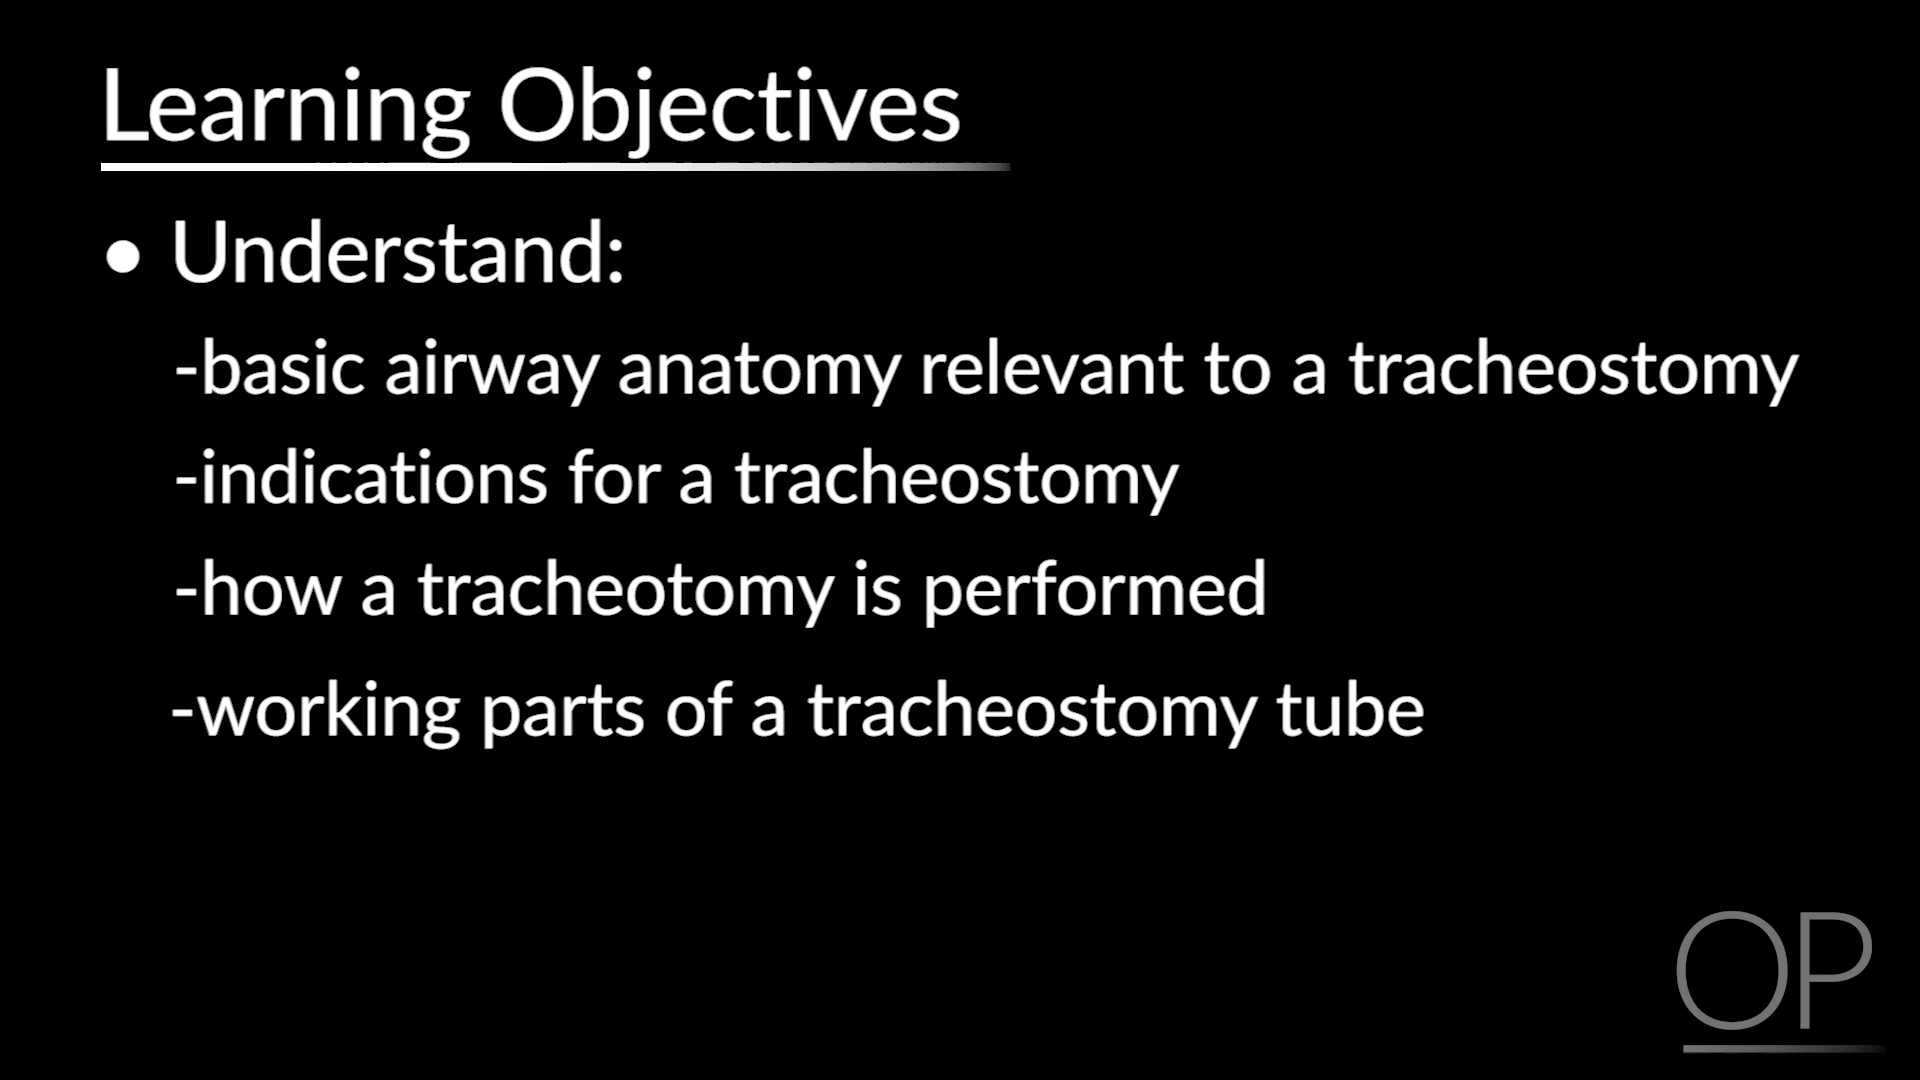 Learning Objectives
• Understand:
-basic airway anatomy relevant to a tracheostomy
-indications for a tracheostomy
-how a tracheotomy is performed
-working parts of a tracheostomy tube
OP